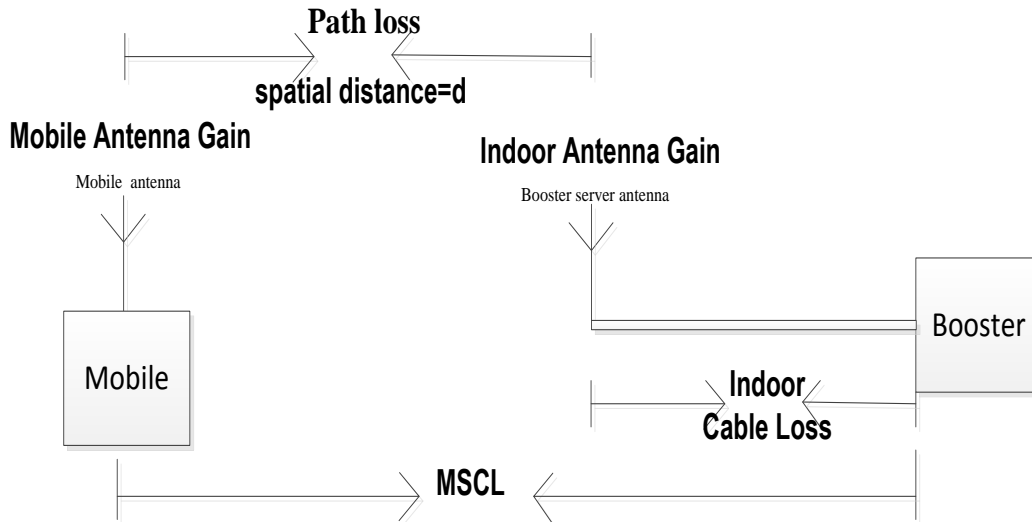 Path loss
spatial distance=d
Mobile Antenna Gain
Indoor Antenna Gain
Mobile antenna
Booster server antenna
Booster
Mobile
Indoor
Cable Loss
MSCL